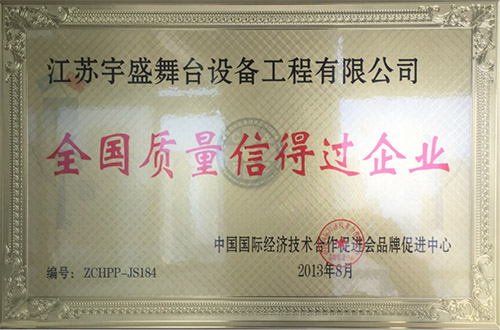 江苏宇盛舞台设备工程有限公司
全国质量信得过企业
中国国际经济技术合作促进会品牌促进中心
编号：ZCHPP-JS184
2013年8月